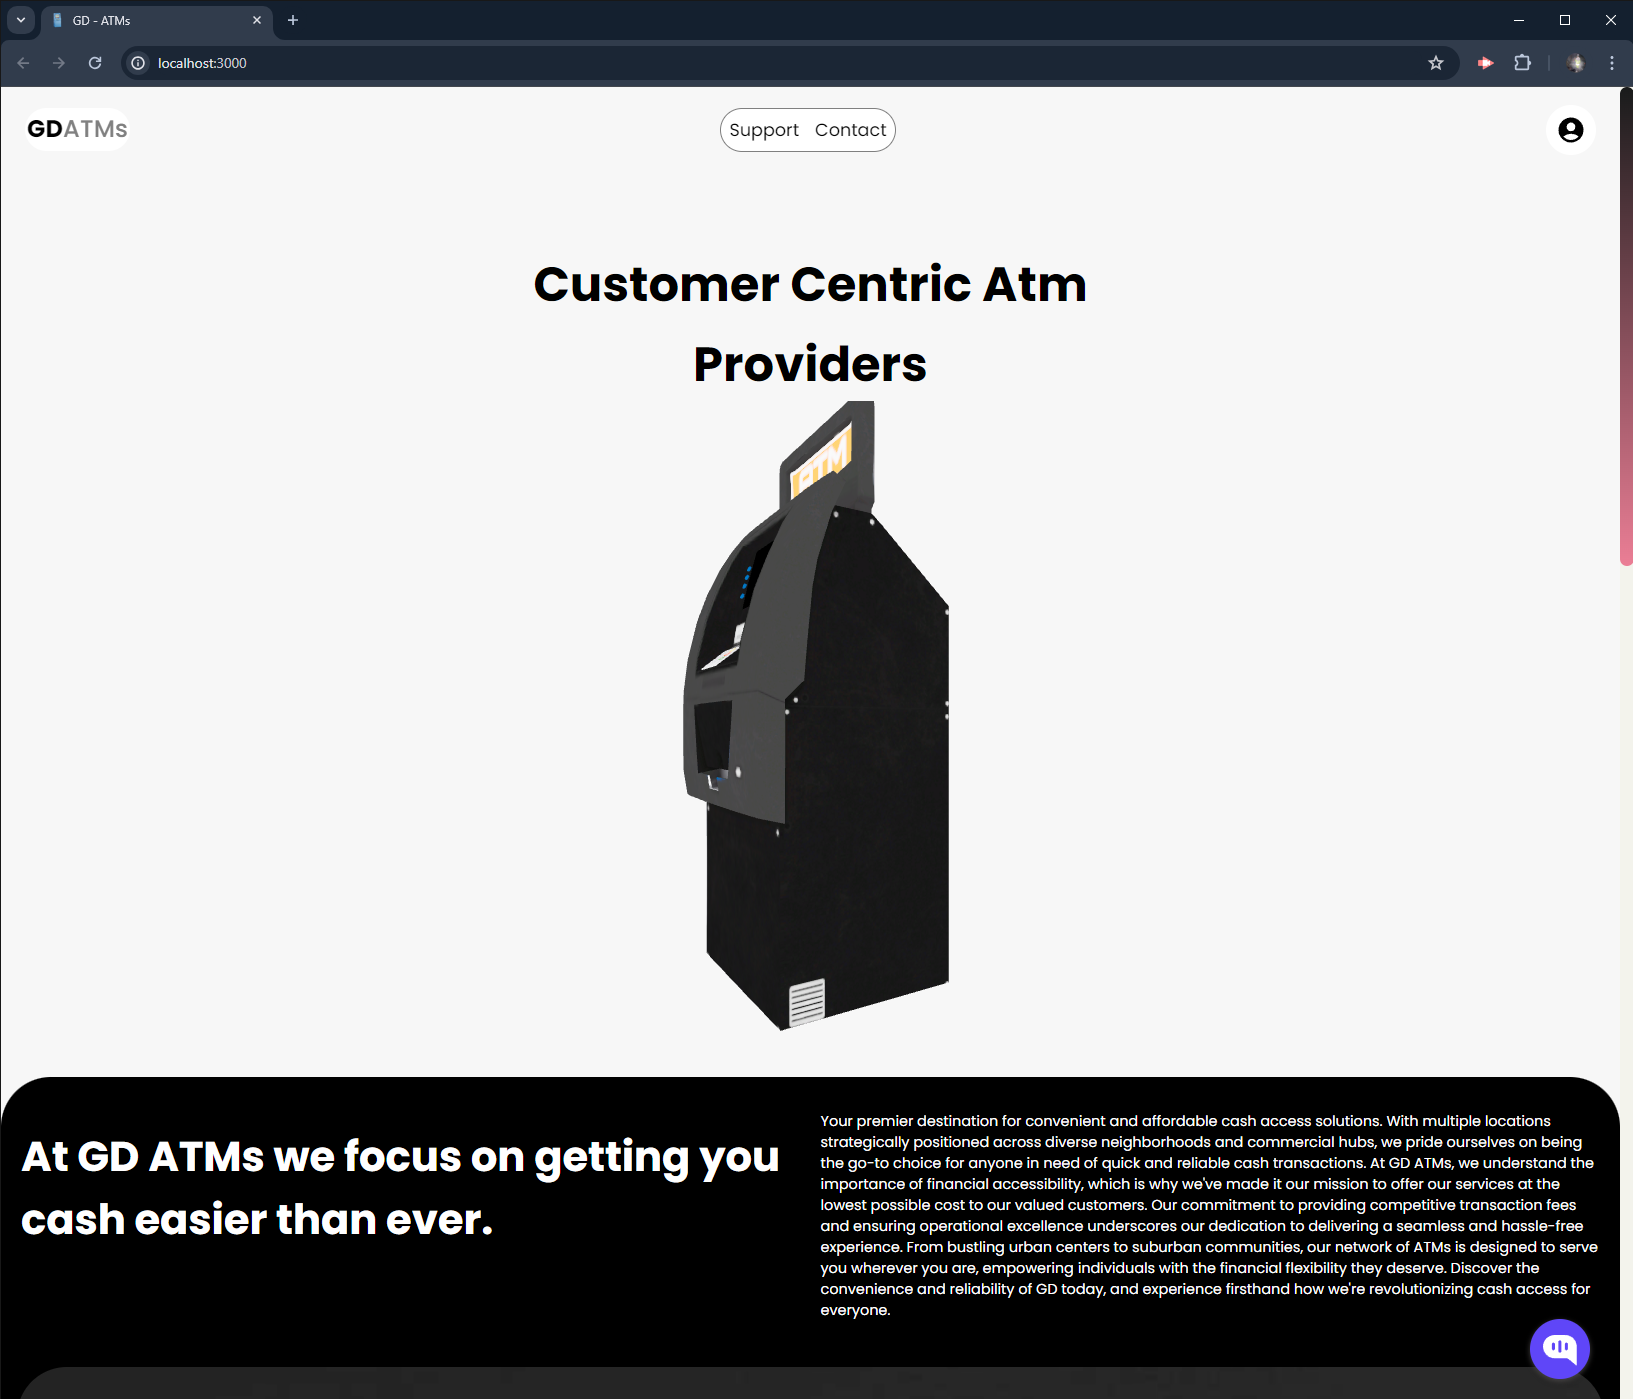 GD - ATMs
localhost:3000
GDATMs
Support Contact
Customer Centric Atm
Providers
ATM
At GD ATMs we focus on getting you
cash easier than ever.
Your premier destination for convenient and affordable cash access solutions. With multiple locations
strategically positioned across diverse neighborhoods and commercial hubs, we pride ourselves on being
the go-to choice for anyone in need of quick and reliable cash transactions. At GD ATMs, we understand the
importance of financial accessibility, which is why we've made it our mission to offer our services at the
lowest possible cost to our valued customers. Our commitment to providing competitive transaction fees
and ensuring operational excellence underscores our dedication to delivering a seamless and hassle-free
experience. From bustling urban centers to suburban communities, our network of ATMs is designed to serve
you wherever you are, empowering individuals with the financial flexibility they deserve. Discover the
convenience and reliability of GD today, and experience firsthand how we're revolutionizing cash access for
everyone.